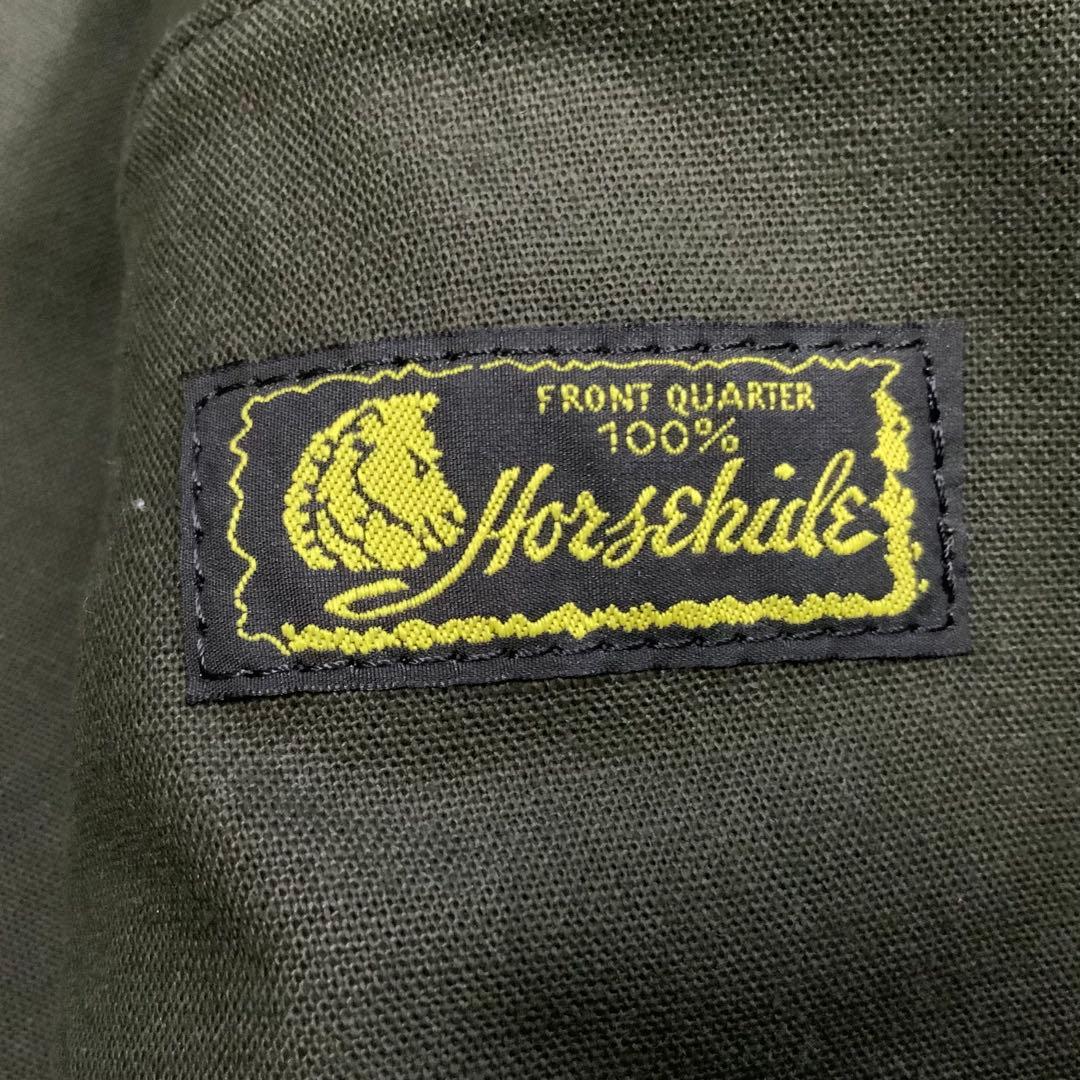 FRONT QUARTER
100%
Horsehide